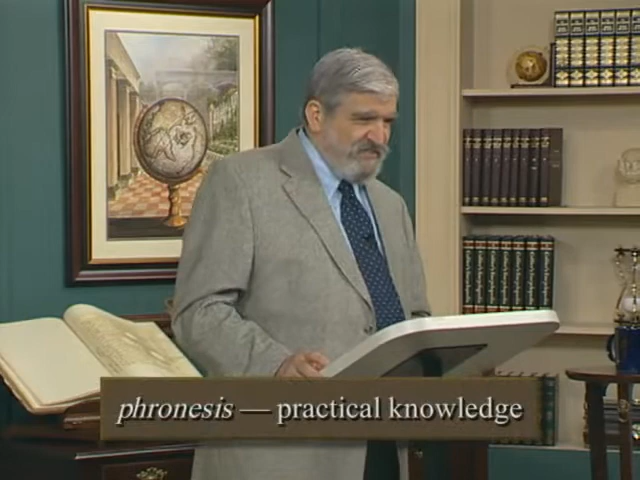 phronesis — practical knowledge